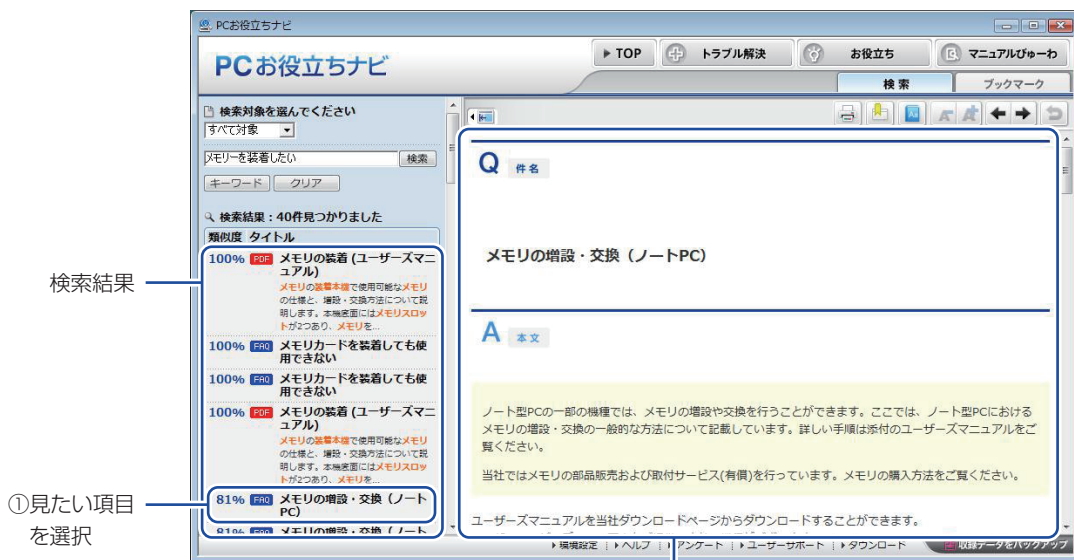 PCお役立ちナビ
PCお役立ちナビ
TOP
トラブル解決
お役立ち
マニュアルびゅーわ
検索
ブックマーク
検索対象を選んでください
すべて対象
メモリーを装着したい
検索
キーワード
クリア
検索結果：40件見つかりました
類似度 タイトル
100% PDF メモリの装着 (ユーザーズマニ
ュアル)
メモリの装着本機で使用可能なメモリ
の仕様と、増設・交換方法について説
明します。本機底面にはメモリスロッ
トが2つあり、メモリを...
100% FAQ メモリカードを装着しても使
用できない
100% FAQ メモリカードを装着しても使
用できない
100% PDF メモリの装着 (ユーザーズマニ
ュアル)
メモリの装着本機で使用可能なメモリ
の仕様と、増設・交換方法について説
明します。本機底面にはメモリスロッ
トが2つあり、メモリを...
81% FAQ メモリの増設・交換（ノート
PC）
81% FAQ メモリの増設・交換（ノート
検索結果
①見たい項目
を選択
Q 件名
メモリの増設・交換（ノートPC）
A 本文
ノート型PCの一部の機種では、メモリの増設や交換を行うことができます。ここでは、ノート型PCにおける
メモリの増設・交換の一般的な方法について記載しています。詳しい手順は添付のユーザーズマニュアルをご
覧ください。
当社ではメモリの部品販売および取付サービス(有償)を行っています。メモリの購入方法をご覧ください。
ユーザーズマニュアルを当社ダウンロードページからダウンロードすることができます。
環境設定 ヘルプ アンケート ユーザーサポート ダウンロード 収録データをバックアップ